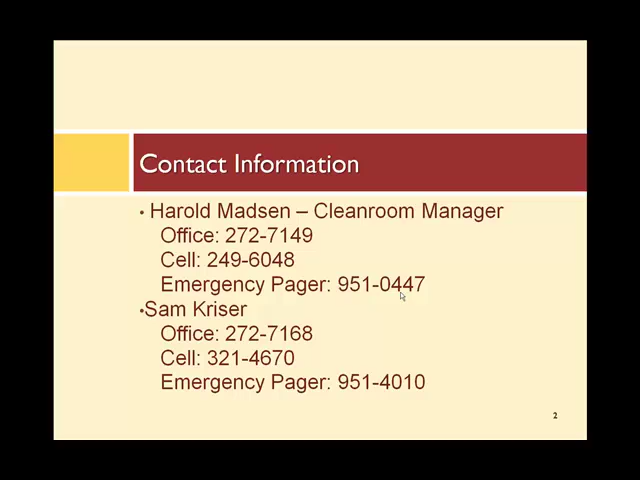 Contact Information
• Harold Madsen – Cleanroom Manager
Office: 272-7149
Cell: 249-6048
Emergency Pager: 951-0447
•Sam Kriser
Office: 272-7168
Cell: 321-4670
Emergency Pager: 951-4010
2